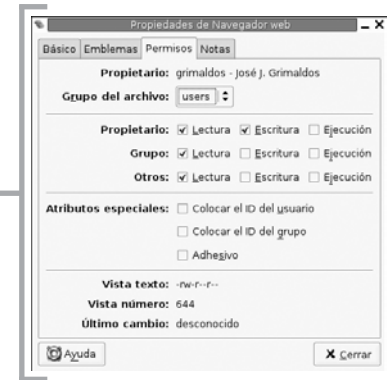 Propiedades de Navegador web
Básico Emblemas Permisos Notas
Propietario: grimaldos - José J. Grimaldos
Grupo del archivo: users
Propietario: Lectura Escritura Ejecución
Grupo: Lectura Escritura Ejecución
Otros: Lectura Escritura Ejecución
Atributos especiales: Colocar el ID del usuario
Colocar el ID del grupo
Adhesivo
Vista texto: -rw-r--r--
Vista número: 644
Último cambio: desconocido
Ayuda Cerrar